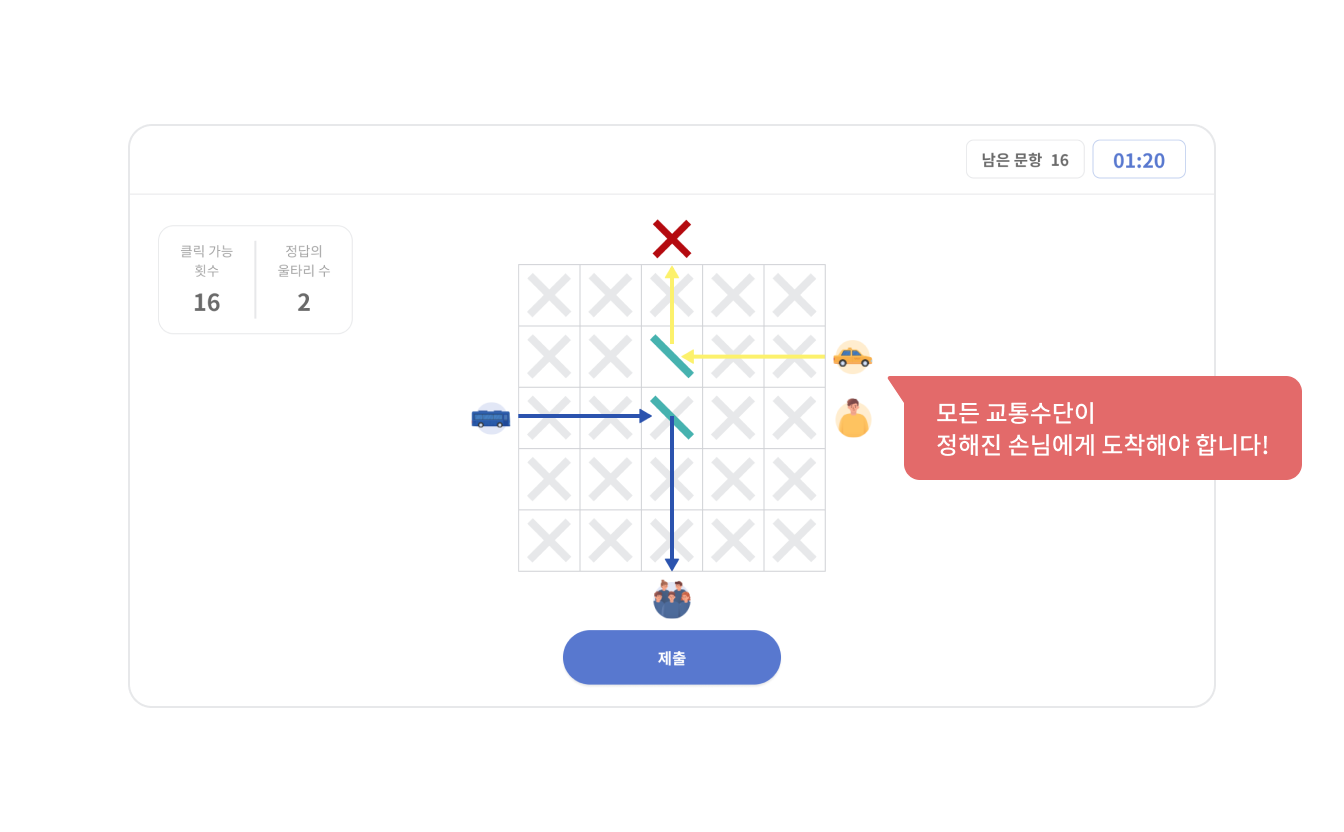 남은 문항 16
01:20
클릭 가능
횟수
16
정답의
울타리 수
2
모든 교통수단이
정해진 손님에게 도착해야 합니다!
제출